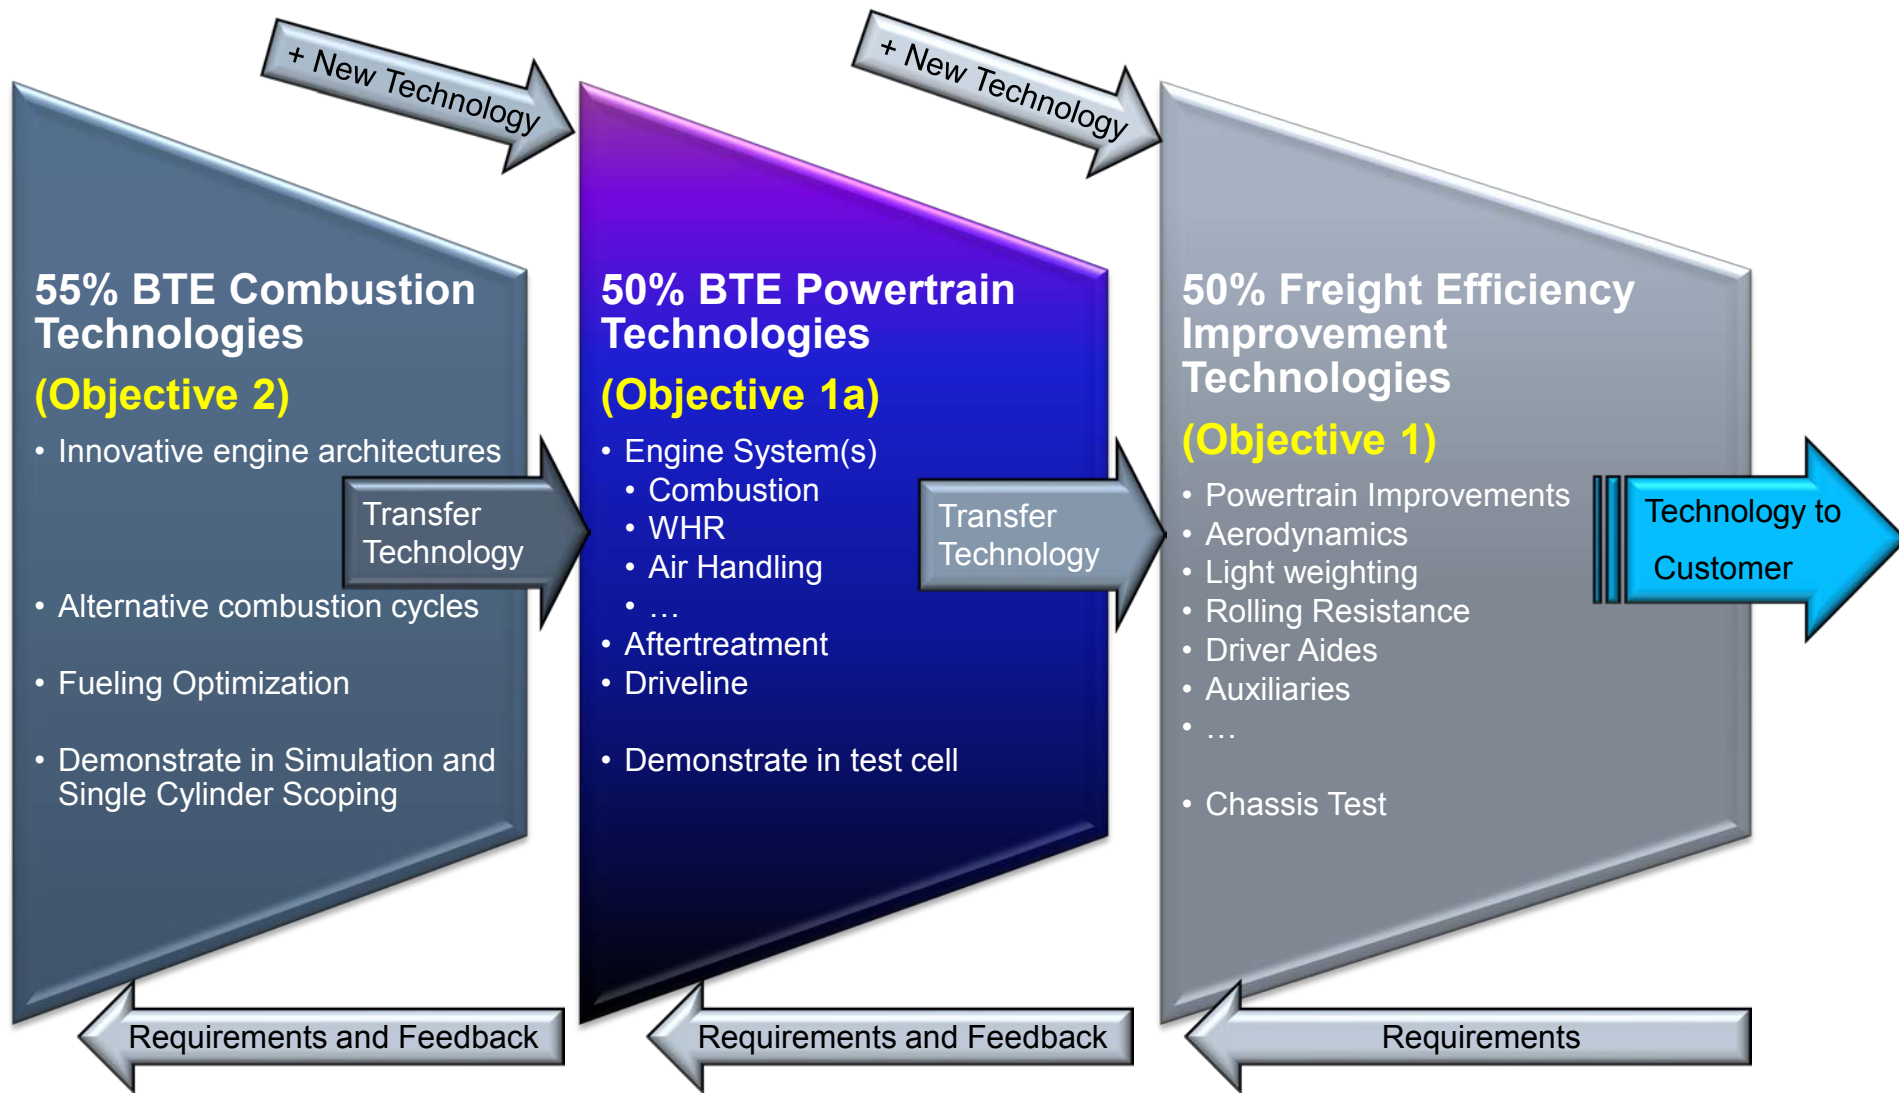 + New Technology
+ New Technology
55% BTE Combustion
Technologies
(Objective 2)
• Innovative engine architectures
• Alternative combustion cycles
• Fueling Optimization
• Demonstrate in Simulation and
Single Cylinder Scoping
Transfer
Technology
50% BTE Powertrain
Technologies
(Objective 1a)
• Engine System(s)
• Combustion
• WHR
• Air Handling
• …
• Aftertreatment
• Driveline
• Demonstrate in test cell
Transfer
Technology
50% Freight Efficiency
Improvement
Technologies
(Objective 1)
• Powertrain Improvements
• Aerodynamics
• Light weighting
• Rolling Resistance
• Driver Aides
• Auxiliaries
• …
• Chassis Test
Technology to
Customer
Requirements and Feedback
Requirements and Feedback
Requirements